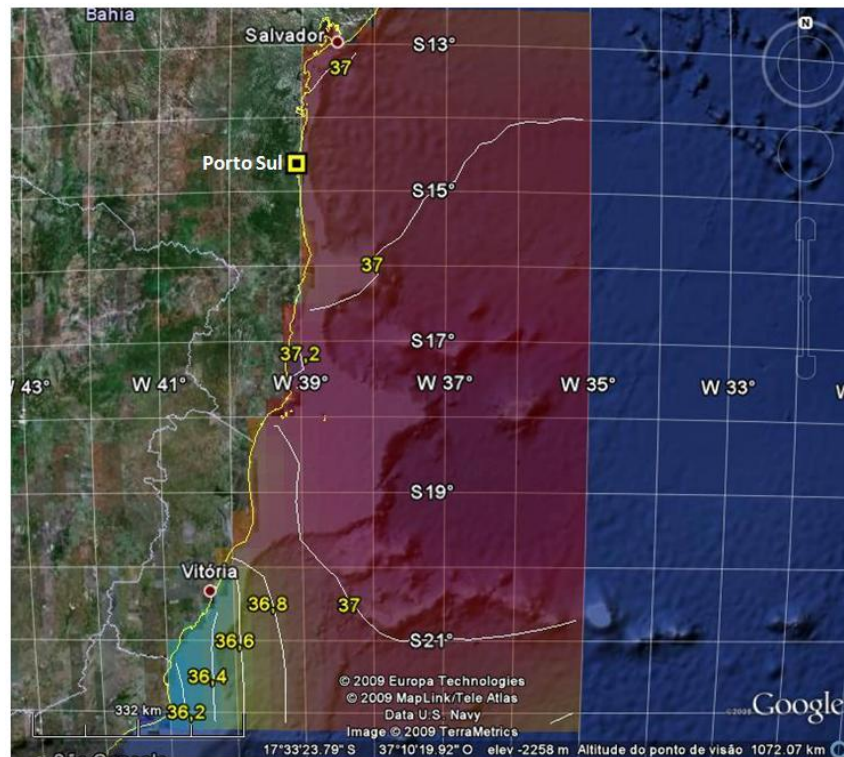 Bahia
N
Salvador
S13°
37
Porto Sul
S15°
37
S17°
37,2
W 43°
W 41°
W 39°
W 37°
W 35°
W 33°
S19°
Vitória
36,8
37
36,6
S21°
36,4
© 2009 Europa Technologies
© 2009 MapLink/Tele Atlas
36,2
332 km
Data U.S. Navy
©2009 Google
Image © 2009 TerraMetrics
17°33'23.79" S 37°10'19.92" O elev -2258 m Altitude do ponto de visão 1072.07 km